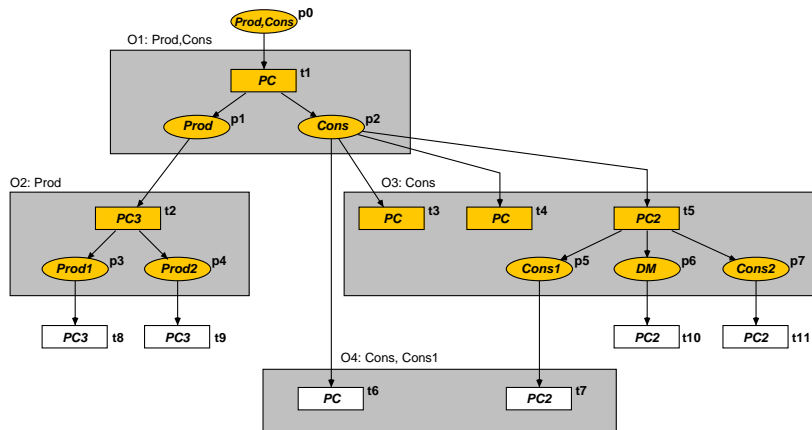 Prod,Cons p0
O1: Prod,Cons
PC t1
Prod p1 Cons p2
O2: Prod O3: Cons
PC3 t2 PC t3 PC t4 PC2 t5
Prod1 p3 Prod2 p4 Cons1 p5 DM p6 Cons2 p7
PC3 t8 PC3 t9 PC2 t10 PC2 t11
O4: Cons, Cons1
PC t6 PC2 t7